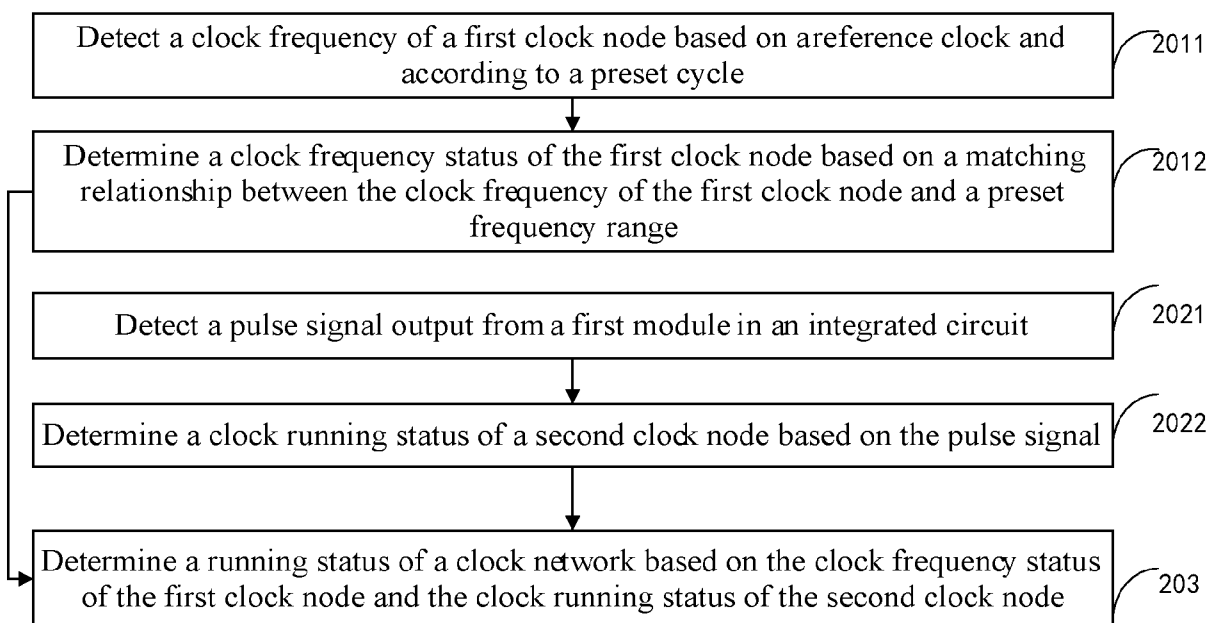 Detect a clock frequency of a first clock node based on areference clock and
according to a preset cycle
2011
Determine a clock frequency status of the first clock node based on a matching
relationship between the clock frequency of the first clock node and a preset
frequency range
2012
Detect a pulse signal output from a first module in an integrated circuit
2021
Determine a clock running status of a second clock node based on the pulse signal
2022
Determine a running status of a clock network based on the clock frequency status
of the first clock node and the clock running status of the second clock node
203